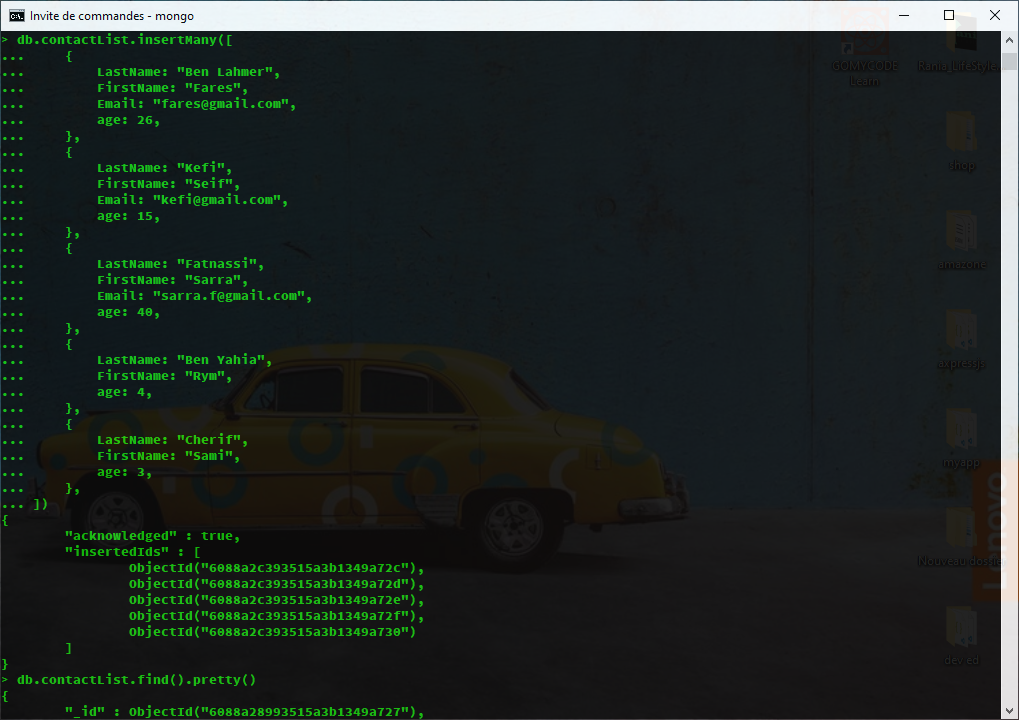 Invite de commandes - mongo
> db.contactList.insertMany([
...     {
...         LastName: "Ben Lahmer",
...         FirstName: "Fares",
...         Email: "fares@gmail.com",
...         age: 26,
...     },
...     {
...         LastName: "Kefi",
...         FirstName: "Seif",
...         Email: "kefi@gmail.com",
...         age: 15,
...     },
...     {
...         LastName: "Fatnassi",
...         FirstName: "Sarra",
...         Email: "sarra.f@gmail.com",
...         age: 40,
...     },
...     {
...         LastName: "Ben Yahia",
...         FirstName: "Rym",
...         age: 4,
...     },
...     {
...         LastName: "Cherif",
...         FirstName: "Sami",
...         age: 3,
...     },
... ])
{
        "acknowledged" : true,
        "insertedIds" : [
                ObjectId("6088a2c393515a3b1349a72c"),
                ObjectId("6088a2c393515a3b1349a72d"),
                ObjectId("6088a2c393515a3b1349a72e"),
                ObjectId("6088a2c393515a3b1349a72f"),
                ObjectId("6088a2c393515a3b1349a730")
        ]
}
> db.contactList.find().pretty()
{
        "_id" : ObjectId("6088a28993515a3b1349a727"),
GOMYCODE
Learn
Rania_LifeStyle
shop
amazone
expressjs
myapp
Nouveau dossie
dev ed